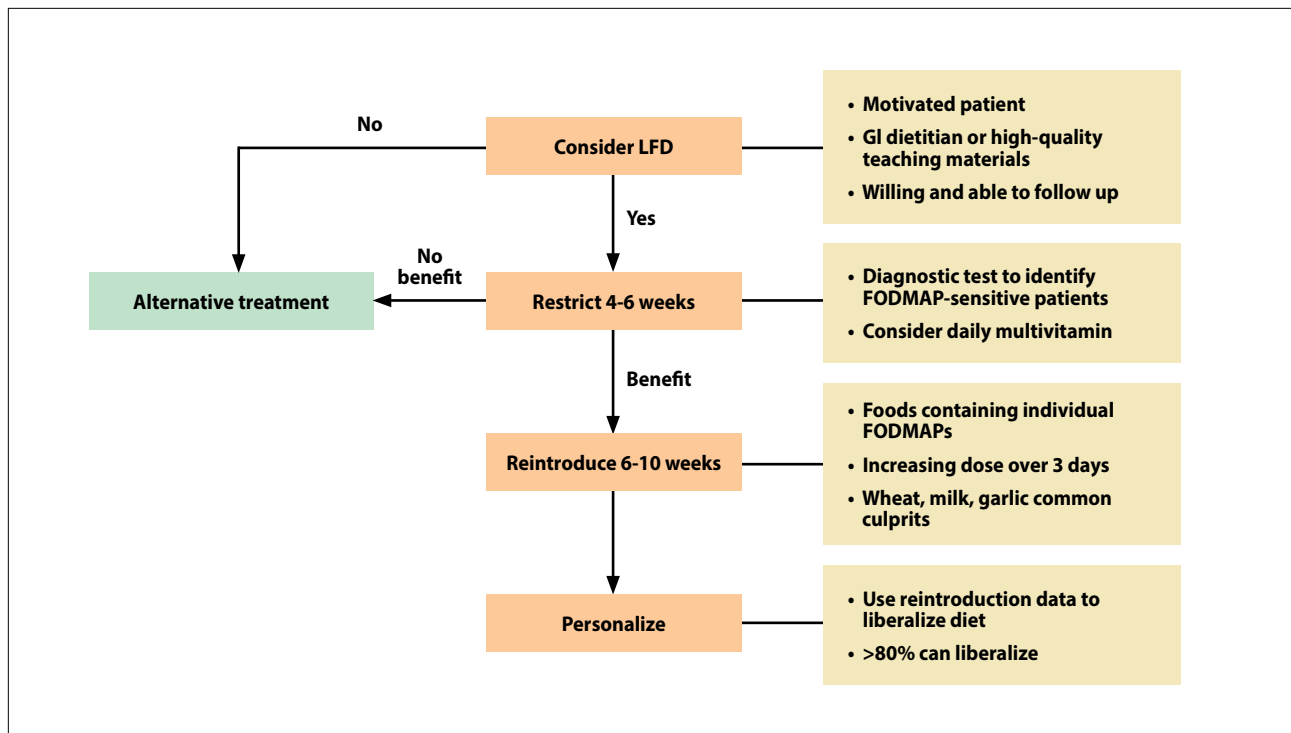 No
Consider LFD
• Motivated patient
• GI dietitian or high-quality
teaching materials
• Willing and able to follow up
Yes
No
benefit
Alternative treatment
Restrict 4-6 weeks
• Diagnostic test to identify
FODMAP-sensitive patients
• Consider daily multivitamin
Benefit
Reintroduce 6-10 weeks
• Foods containing individual
FODMAPs
• Increasing dose over 3 days
• Wheat, milk, garlic common
culprits
Personalize
• Use reintroduction data to
liberalize diet
• >80% can liberalize